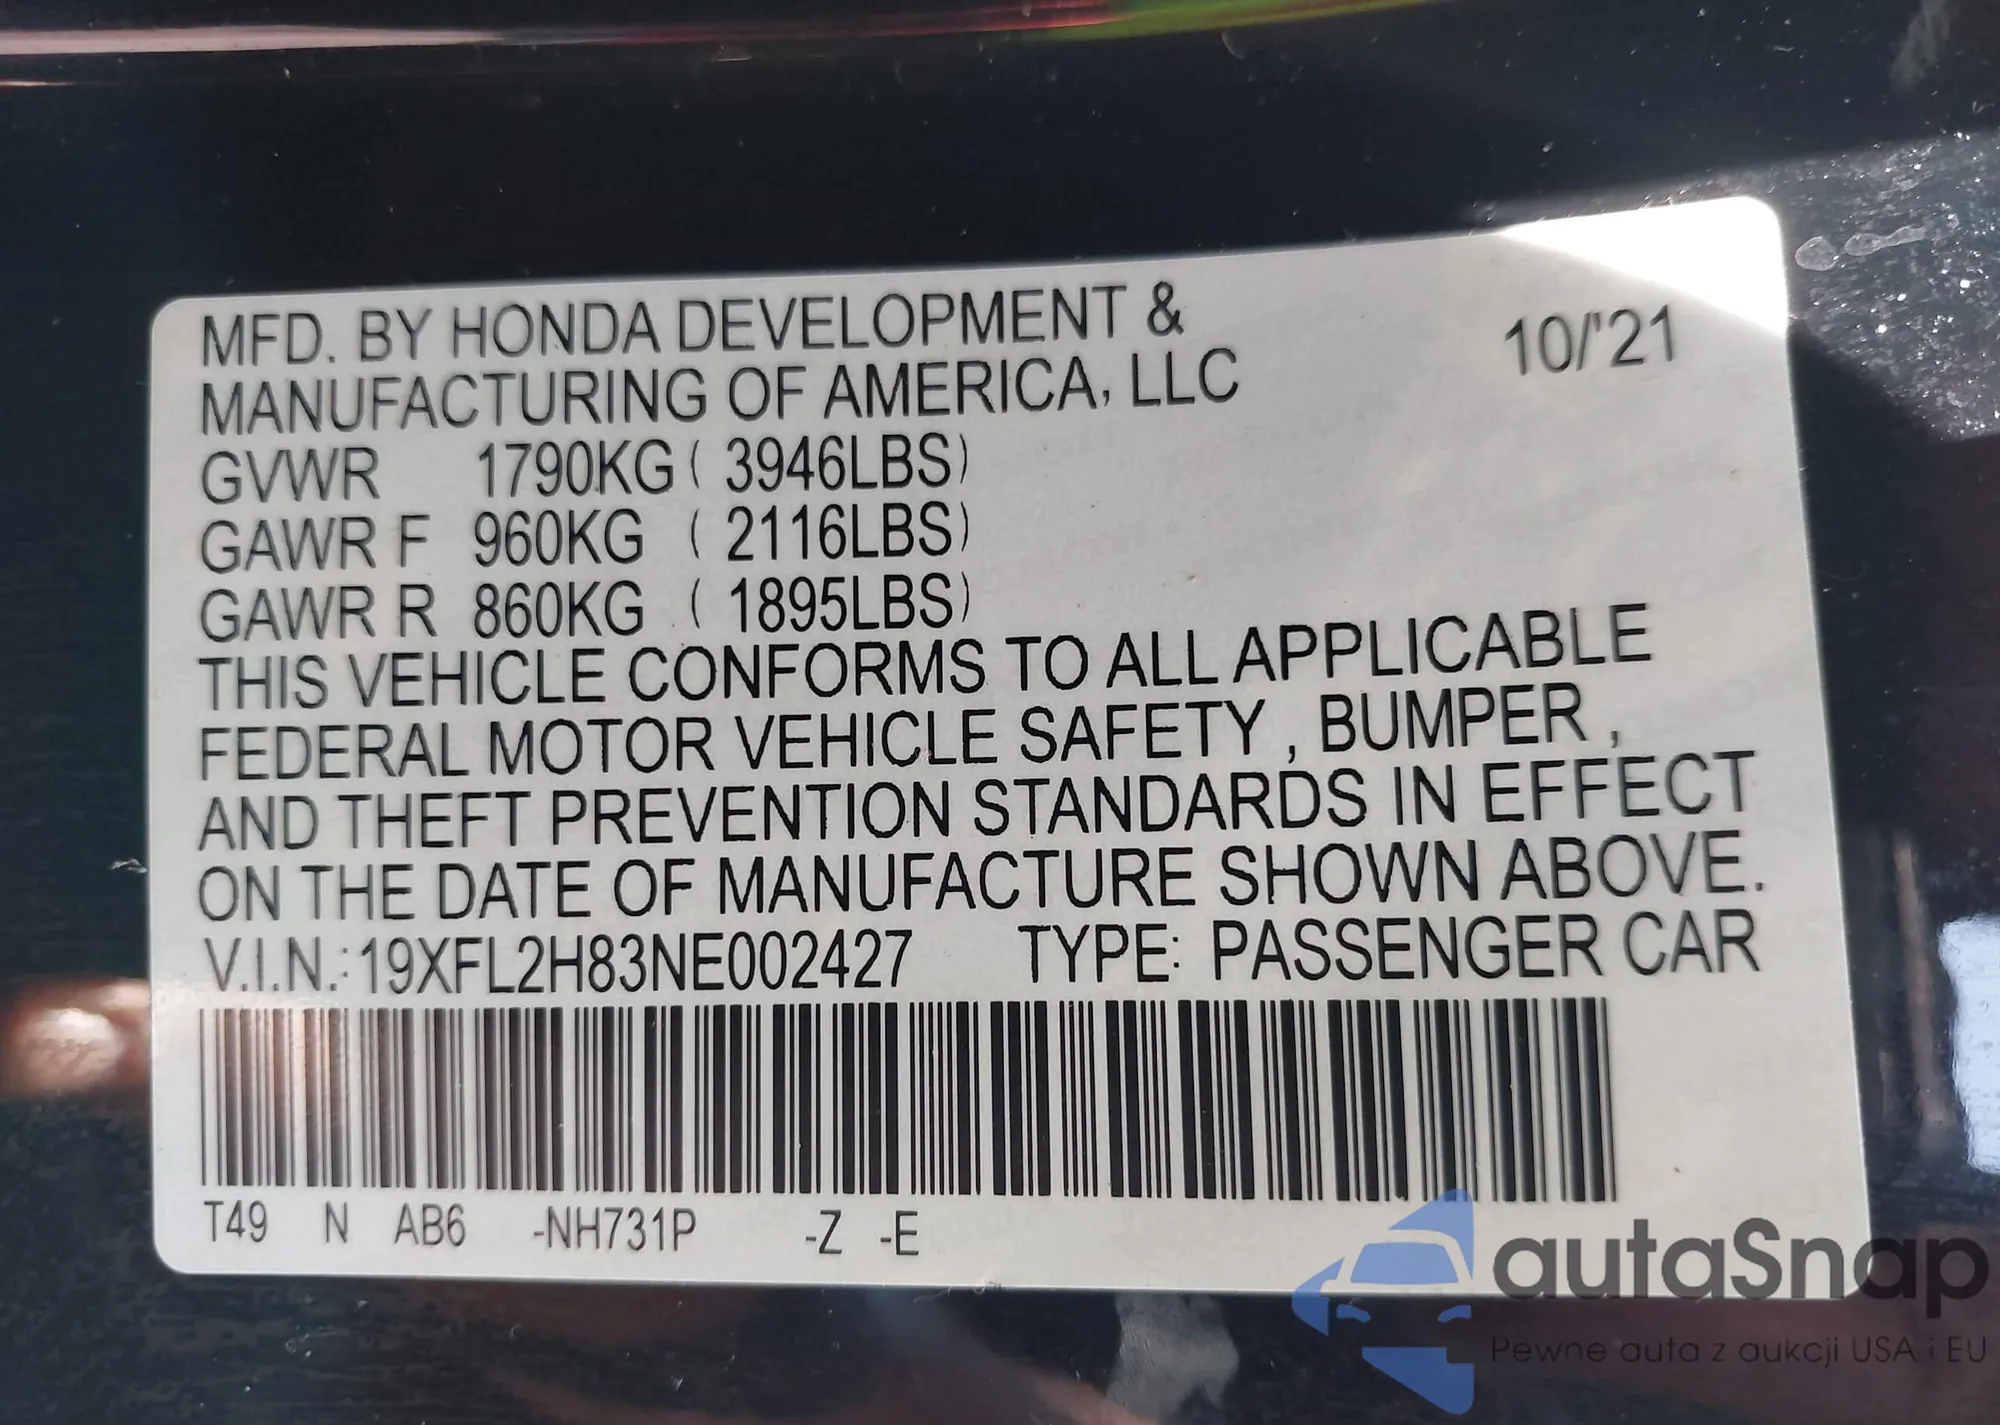 MFD. BY HONDA DEVELOPMENT &
MANUFACTURING OF AMERICA, LLC
10/'21
GVWR 1790KG ( 3946LBS)
GAWR F 960KG ( 2116LBS)
GAWR R 860KG ( 1895LBS)
THIS VEHICLE CONFORMS TO ALL APPLICABLE
FEDERAL MOTOR VEHICLE SAFETY , BUMPER ,
AND THEFT PREVENTION STANDARDS IN EFFECT
ON THE DATE OF MANUFACTURE SHOWN ABOVE.
V.I.N.: 19XFL2H83NE002427 TYPE: PASSENGER CAR
T49 N AB6 -NH731P -Z -E
autaSnap
Pewne auta z aukcji USA i EU